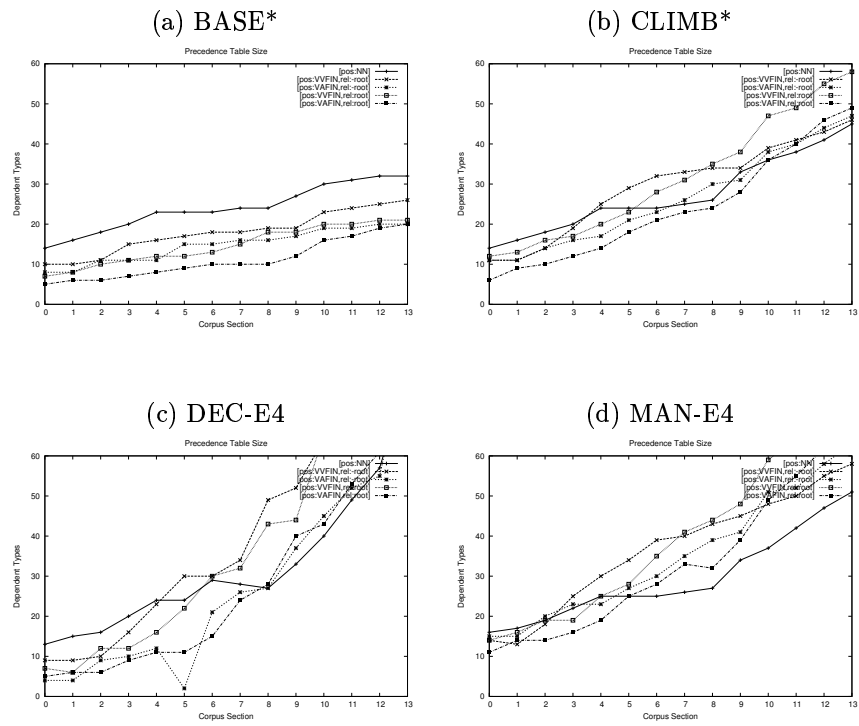 (a) BASE*
Precedence Table Size
[pos:NN]
[pos:VVFIN,rel:-root]
[pos:VAFIN,rel:-root]
[pos:VVFIN,rel:root]
[pos:VAFIN,rel:root]
Dependent Types
60
50
40
30
20
10
0
0 1 2 3 4 5 6 7 8 9 10 11 12 13
Corpus Section
(b) CLIMB*
Precedence Table Size
[pos:NN]
[pos:VVFIN,rel:-root]
[pos:VAFIN,rel:-root]
[pos:VVFIN,rel:root]
[pos:VAFIN,rel:root]
Dependent Types
60
50
40
30
20
10
0
0 1 2 3 4 5 6 7 8 9 10 11 12 13
Corpus Section
(c) DEC-E4
Precedence Table Size
[pos:NN]
[pos:VVFIN,rel:-root]
[pos:VAFIN,rel:-root]
[pos:VVFIN,rel:root]
[pos:VAFIN,rel:root]
Dependent Types
60
50
40
30
20
10
0
0 1 2 3 4 5 6 7 8 9 10 11 12 13
Corpus Section
(d) MAN-E4
Precedence Table Size
[pos:NN]
[pos:VVFIN,rel:-root]
[pos:VAFIN,rel:-root]
[pos:VVFIN,rel:root]
[pos:VAFIN,rel:root]
Dependent Types
60
50
40
30
20
10
0
0 1 2 3 4 5 6 7 8 9 10 11 12 13
Corpus Section